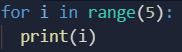 for i in range(5):
  print(i)